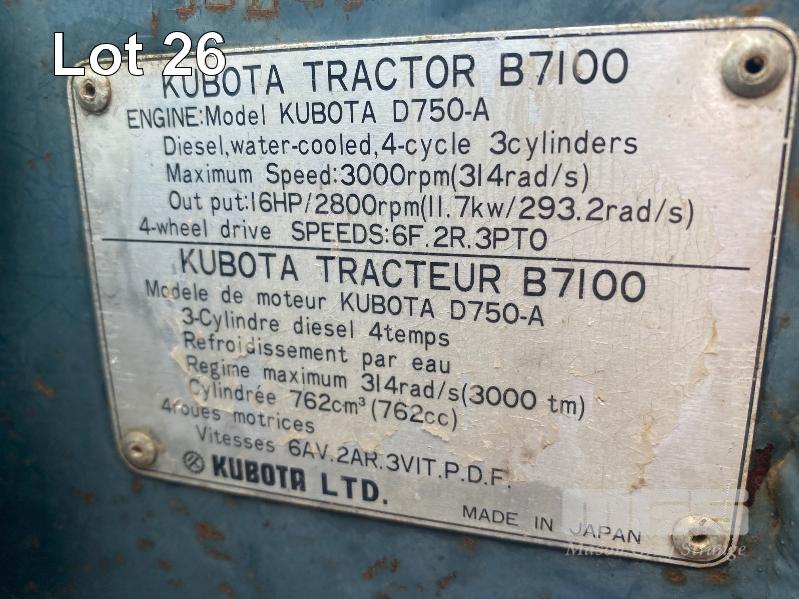 Lot 26
KUBOTA TRACTOR B7100
ENGINE:Model KUBOTA D750-A
Diesel,water-cooled,4-cycle 3cylinders
Maximum Speed:3000rpm(314rad/s)
Out put:16HP/2800rpm(11.7kw/293.2rad/s)
4-wheel drive SPEEDS:6F.2R.3PTO
KUBOTA TRACTEUR B7100
Modele de moteur KUBOTA D750-A
3-Cylindre diesel 4temps
Refroidissement par eau
Regime maximum 314rad/s(3000 tm)
Cylindrée 762cm³(762cc)
4roues motrices
Vitesses 6AV.2AR.3VIT.P.D.F.
KUBOTA LTD.
MADE IN JAPAN